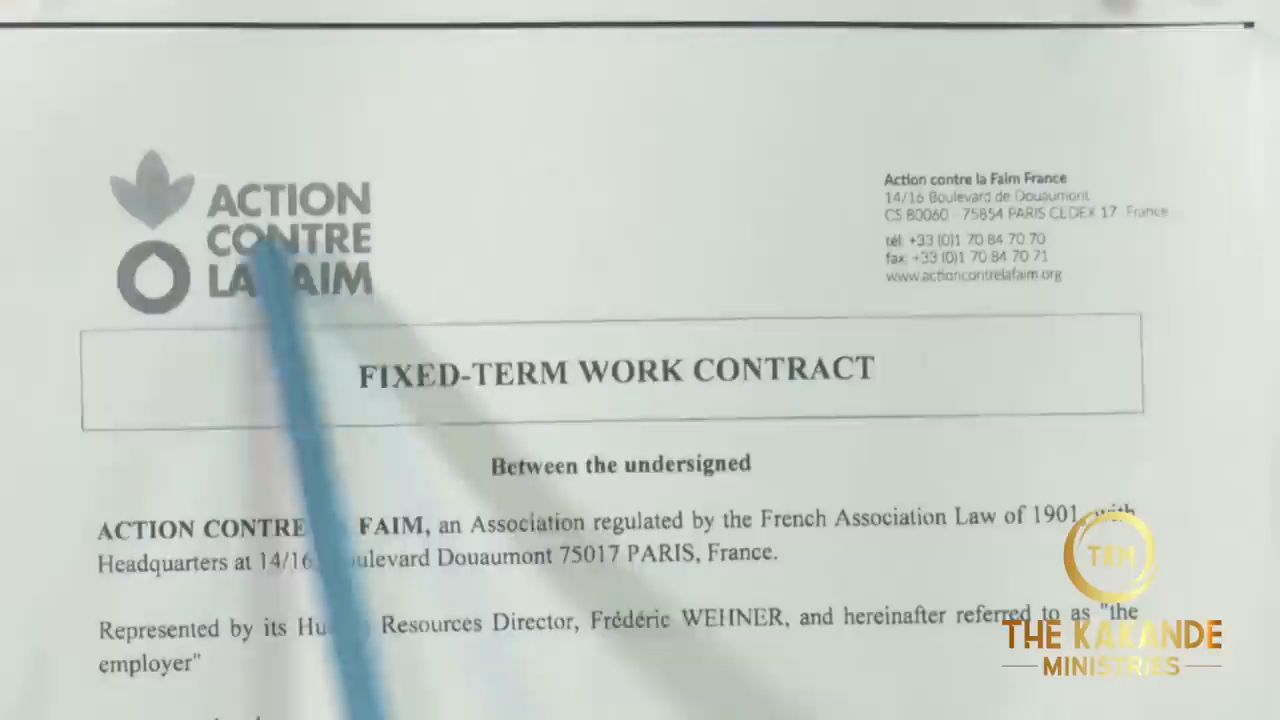 ACTION
CONTRE
LA FAIM
Action contre la Faim France
14/16 Boulevard de Douaumont
CS 80060 - 75854 PARIS CEDEX 17 France
tél: +33 (0)1 70 84 70 70
fax: +33 (0)1 70 84 70 71
www.actioncontrelafaim.org
FIXED-TERM WORK CONTRACT
Between the undersigned
ACTION CONTRE FAIM, an Association regulated by the French Association Law of 1901, with
Headquarters at 14/16 Douaumont 75017 PARIS, France.
Represented by its Resources Director, Frédéric WEHNER, and hereinafter referred to as "the
employer"
TKM
THE KAKANDE
MINISTRIES